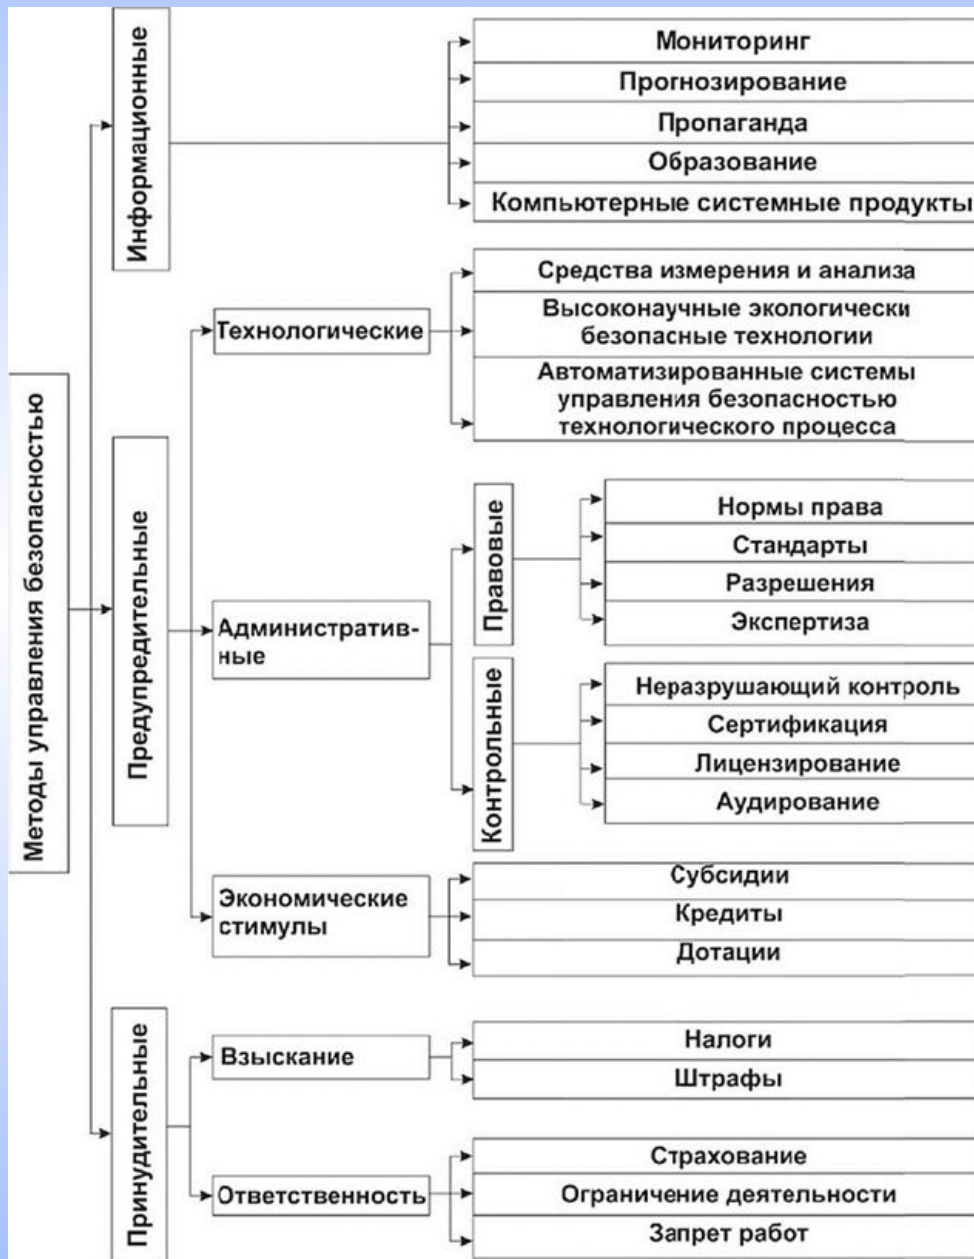 Методы управления безопасностью
Информационные
Мониторинг
Прогнозирование
Пропаганда
Образование
Компьютерные системные продукты
Предупредительные
Технологические
Средства измерения и анализа
Высоконаучные экологически
безопасные технологии
Автоматизированные системы
управления безопасностью
технологического процесса
Административ-
ные
Правовые
Нормы права
Стандарты
Разрешения
Экспертиза
Контрольные
Неразрушающий контроль
Сертификация
Лицензирование
Аудирование
Экономические
стимулы
Субсидии
Кредиты
Дотации
Принудительные
Взыскание
Налоги
Штрафы
Ответственность
Страхование
Ограничение деятельности
Запрет работ